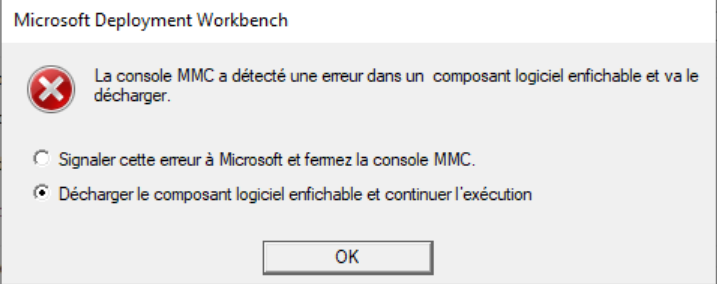 Microsoft Deployment Workbench
La console MMC a détecté une erreur dans un  composant logiciel enfichable et va le
décharger.
Signaler cette erreur à Microsoft et fermez la console MMC.
Décharger le composant logiciel enfichable et continuer l'exécution
OK